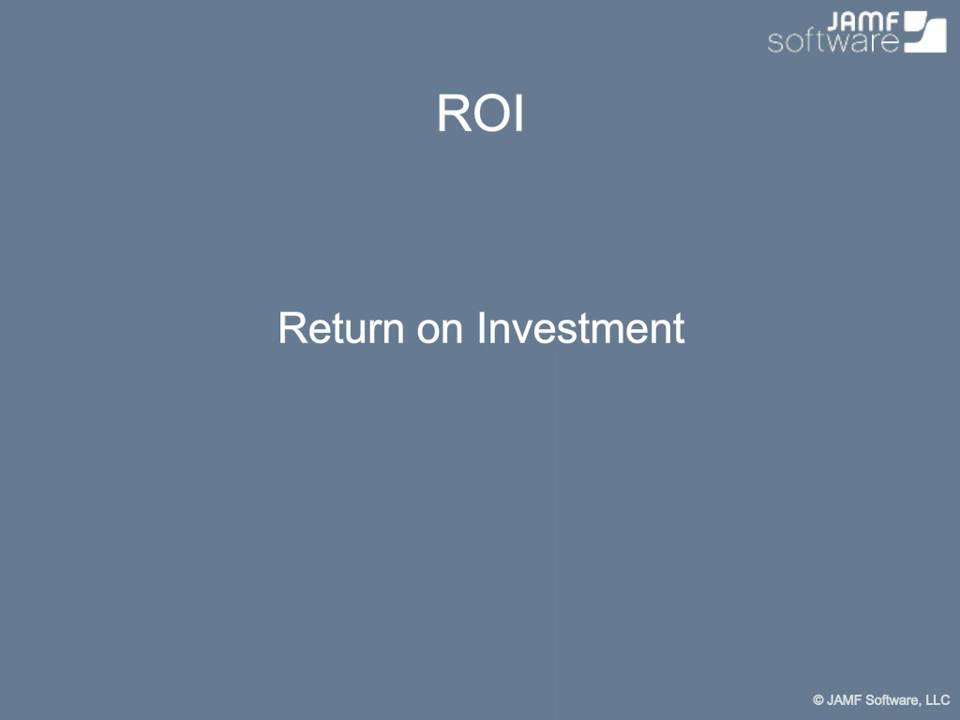 JAMF
software
ROI
Return on Investment
© JAMF Software, LLC